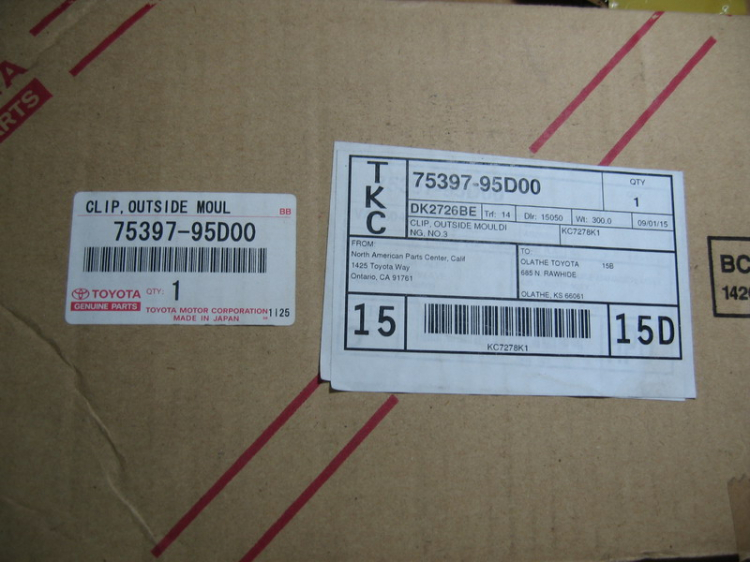 TA
PARTS
CLIP, OUTSIDE MOUL
BB
75397-95D00
TOYOTA QTY: 1
GENUINE PARTS
TOYOTA MOTOR CORPORATION
MADE IN JAPAN
1125
TKC
75397-95D00
QTY
1
DK2726BE Trf: 14 Dlr: 15050 Wt: 300.0 09/01/15
CLIP, OUTSIDE MOULDI
NG, NO.3
KC7278K1
FROM:
North American Parts Center, Calif
1425 Toyota Way
Ontario, CA 91761
TO:
OLATHE TOYOTA 15B
685 N. RAWHIDE
OLATHE, KS 66061
15
KC7278K1
15D
BC
142